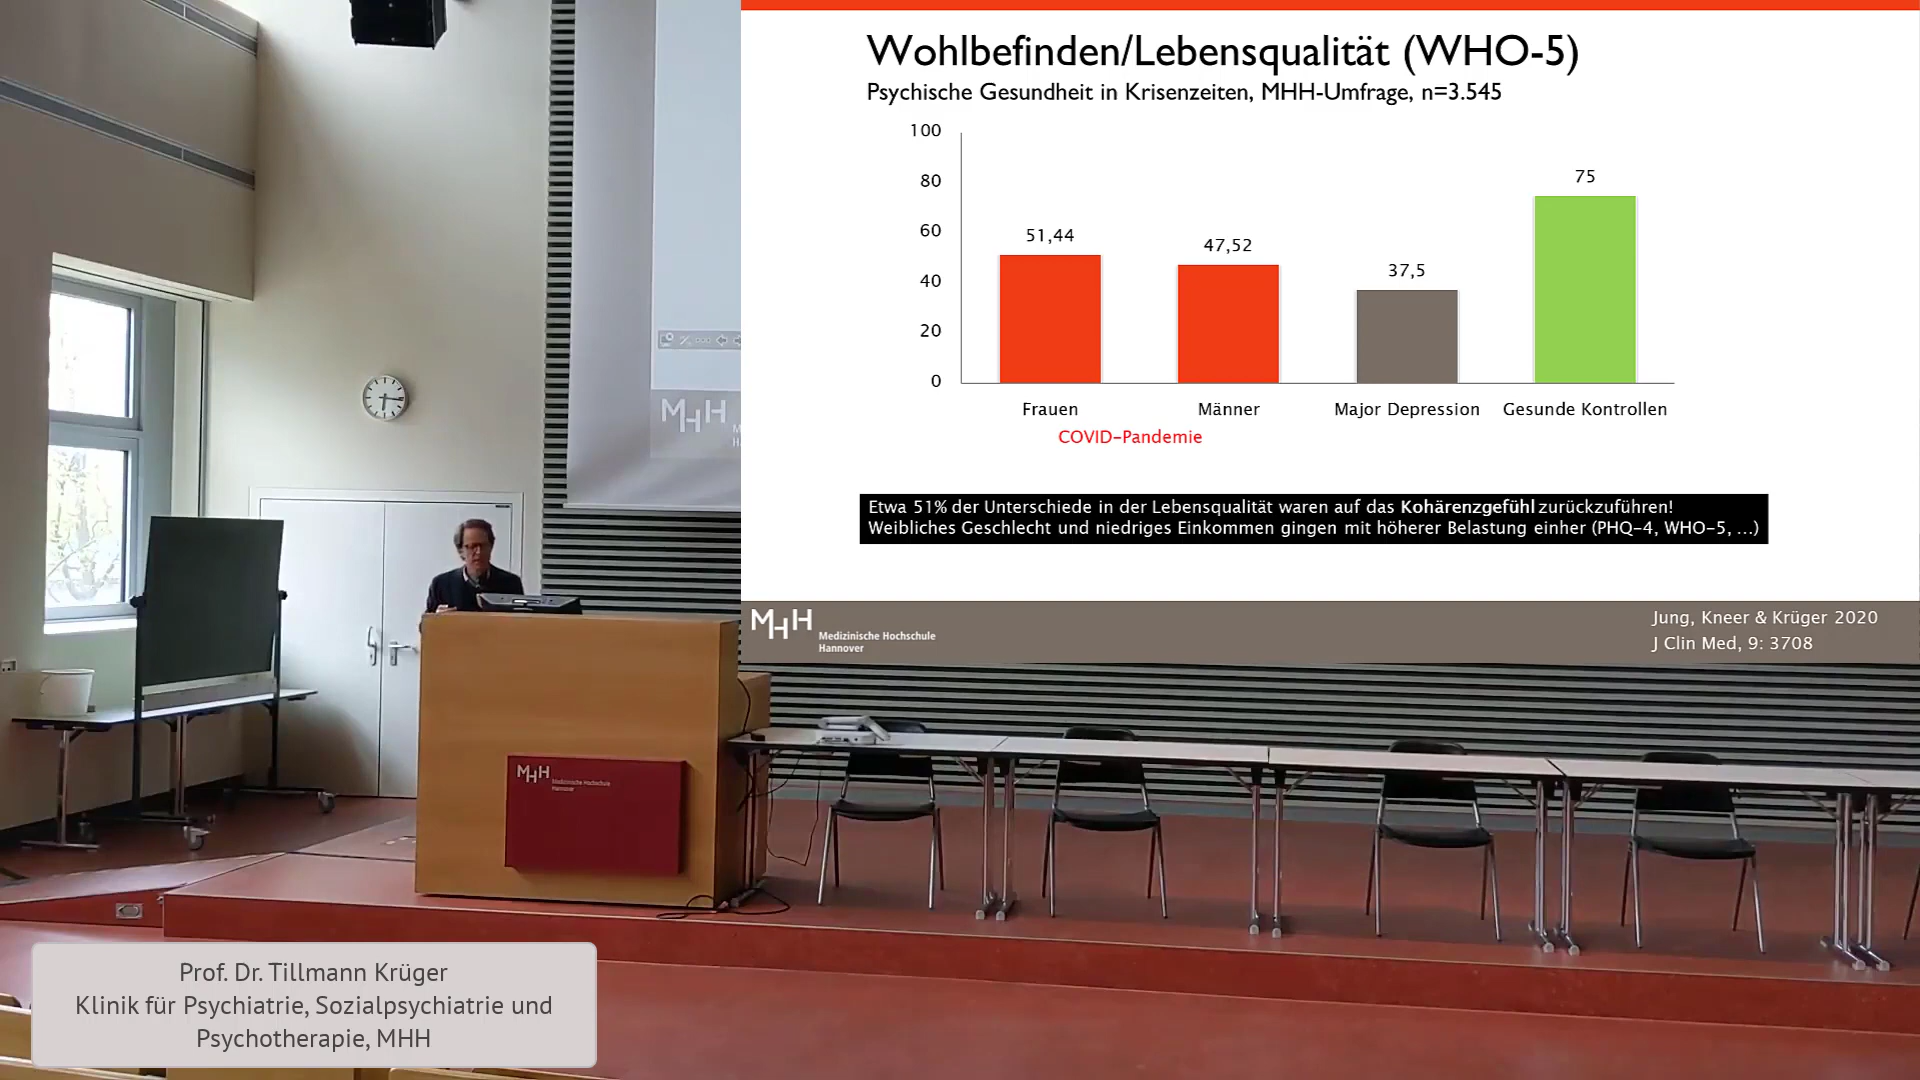 Wohlbefinden/Lebensqualität (WHO-5)
Psychische Gesundheit in Krisenzeiten, MHH-Umfrage, n=3.545
100
80
60
40
20
0
51,44
47,52
37,5
75
Frauen
Männer
Major Depression
Gesunde Kontrollen
COVID-Pandemie
Etwa 51% der Unterschiede in der Lebensqualität waren auf das Kohärenzgefühl zurückzuführen!
Weibliches Geschlecht und niedriges Einkommen gingen mit höherer Belastung einher (PHQ-4, WHO-5, ...)
MHH
Medizinische Hochschule
Hannover
Jung, Kneer & Krüger 2020
J Clin Med, 9: 3708
MHH
M
H
MHH
Medizinische Hochschule
Hannover
Prof. Dr. Tillmann Krüger
Klinik für Psychiatrie, Sozialpsychiatrie und
Psychotherapie, MHH